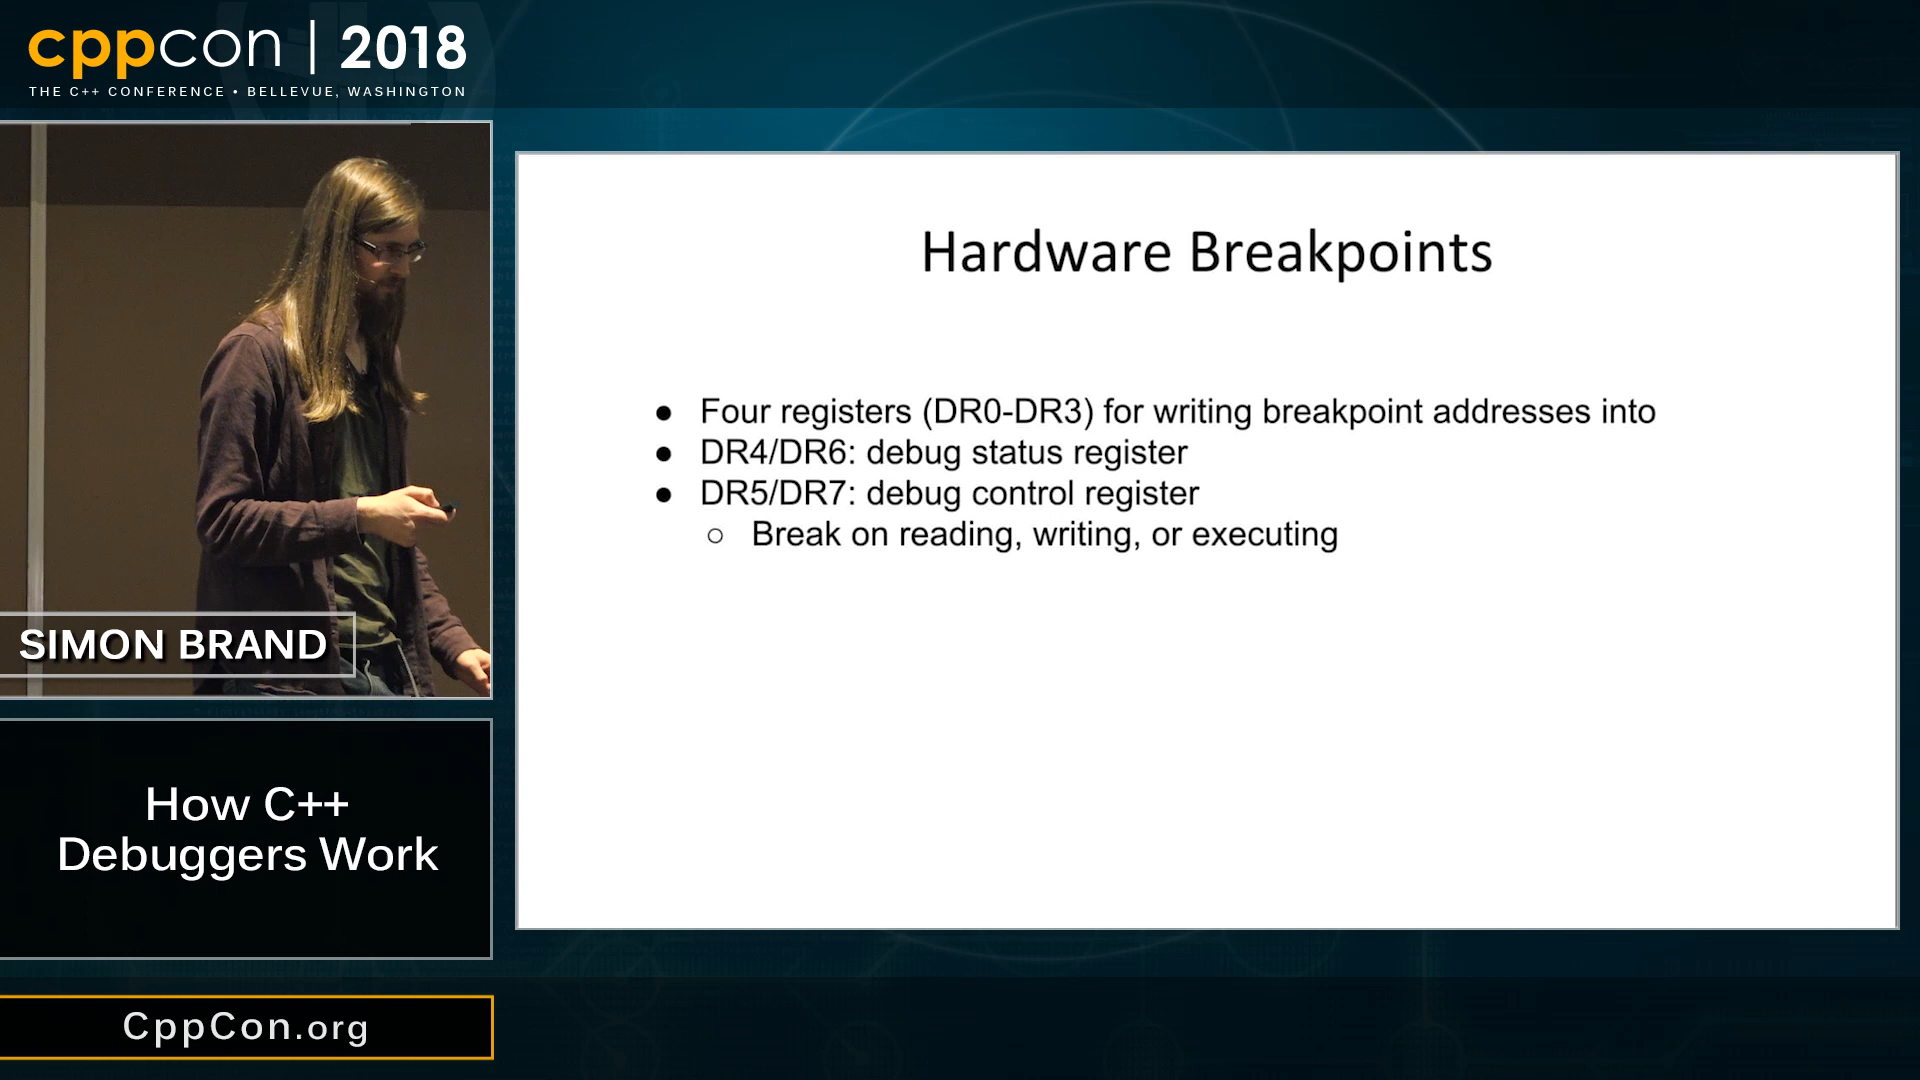 cppcon | 2018
THE C++ CONFERENCE • BELLEVUE, WASHINGTON
SIMON BRAND
How C++
Debuggers Work
CppCon.org
Hardware Breakpoints
● Four registers (DR0-DR3) for writing breakpoint addresses into
● DR4/DR6: debug status register
● DR5/DR7: debug control register
○ Break on reading, writing, or executing